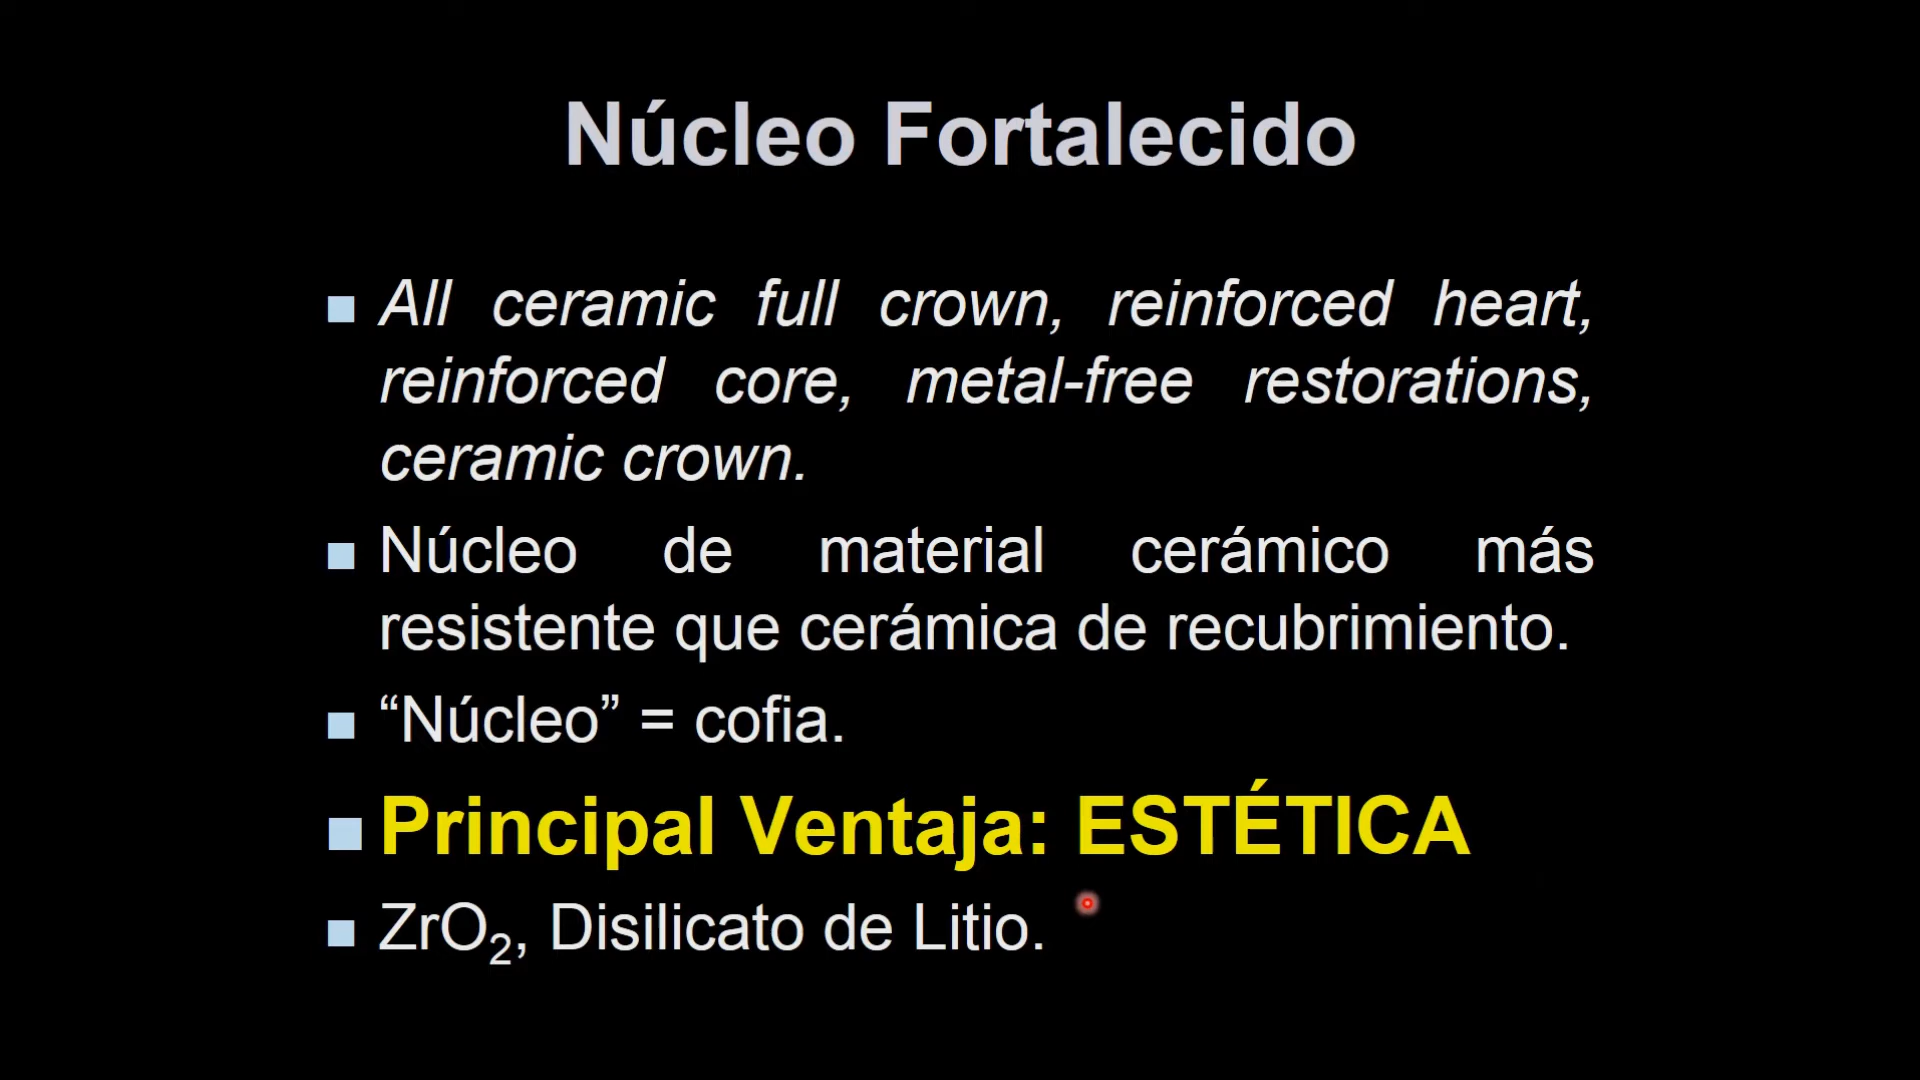 Núcleo Fortalecido
All ceramic full crown, reinforced heart,
reinforced core, metal-free restorations,
ceramic crown.
Núcleo de material cerámico más
resistente que cerámica de recubrimiento.
“Núcleo” = cofia.
Principal Ventaja: ESTÉTICA
ZrO₂, Disilicato de Litio.